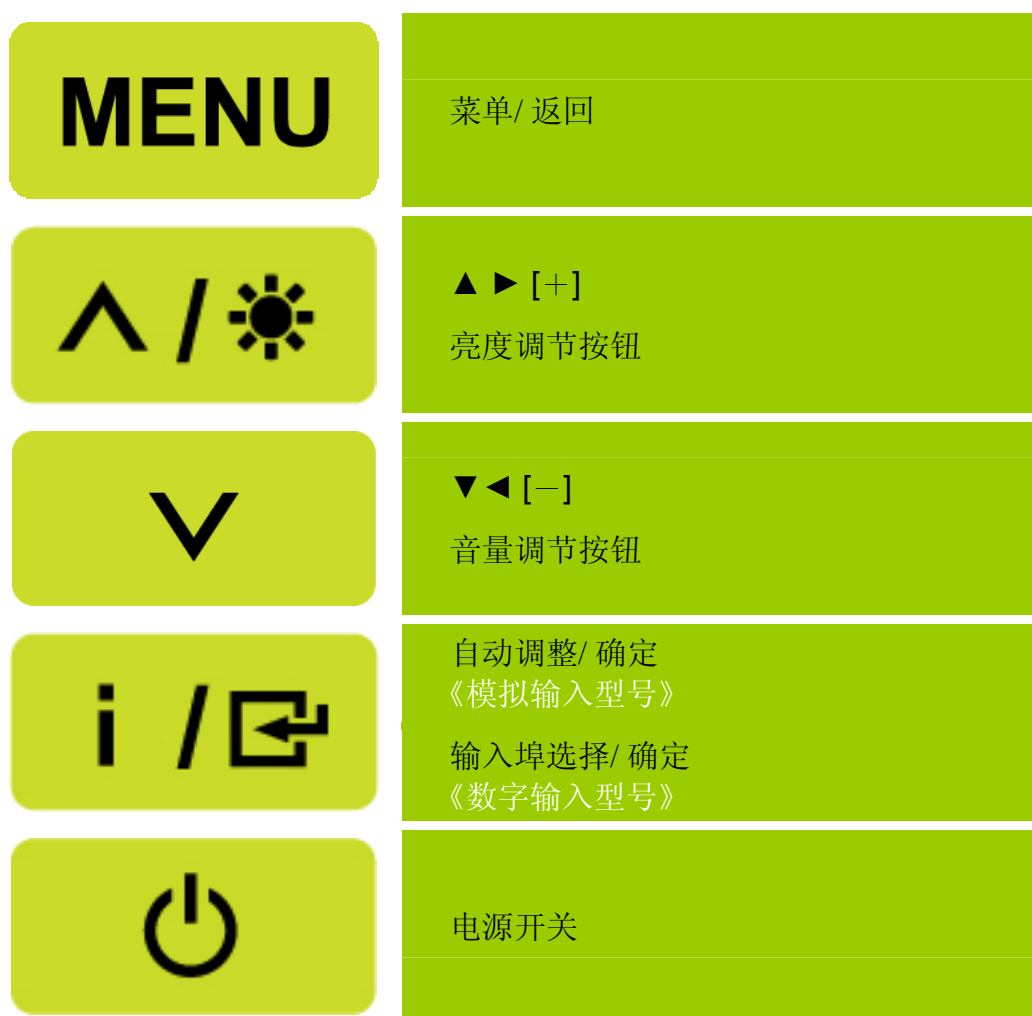 MENU
菜单/ 返回
/
▲ ► [+]
亮度调节按钮
▼◄ [−]
音量调节按钮
i /
自动调整/ 确定
《模拟输入型号》
输入埠选择/ 确定
《数字输入型号》
电源开关